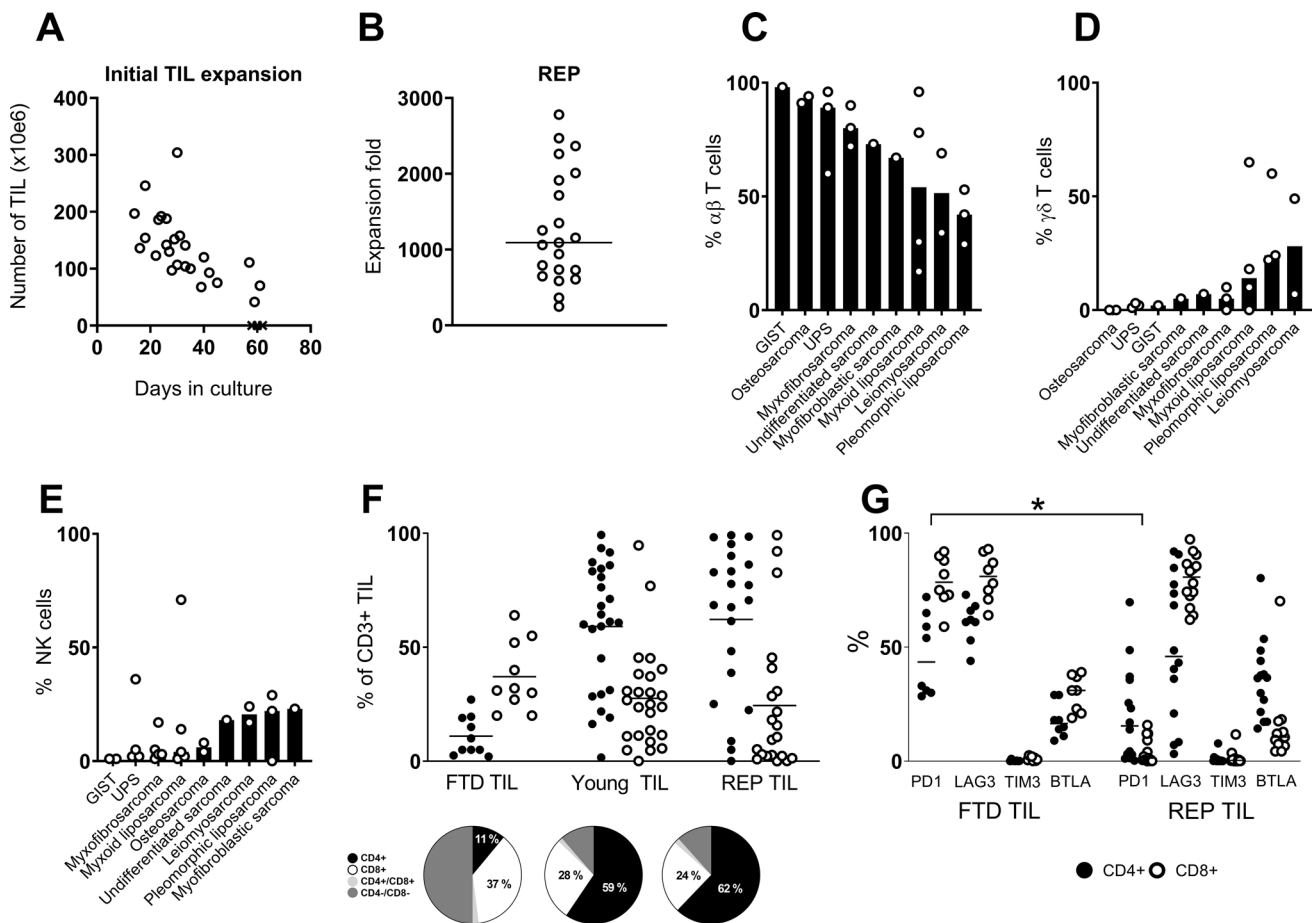 A
Initial TIL expansion
Number of TIL (x10e6)
400
300
200
100
0
0 20 40 60 80
Days in culture
B
REP
Expansion fold
3000
2000
1000
0
C
% αβ T cells
100
50
0
GIST
Osteosarcoma
UPS
Myxofibrosarcoma
Undifferentiated sarcoma
Myofibroblastic sarcoma
Myxoid liposarcoma
Leiomyosarcoma
Pleomorphic liposarcoma
D
% γδ T cells
100
50
0
Osteosarcoma
UPS
GIST
Myofibroblastic sarcoma
Undifferentiated sarcoma
Myxofibrosarcoma
Myxoid liposarcoma
Pleomorphic liposarcoma
Leiomyosarcoma
E
% NK cells
100
50
0
GIST
UPS
Myxofibrosarcoma
Myxoid liposarcoma
Osteosarcoma
Undifferentiated sarcoma
Leiomyosarcoma
Pleomorphic liposarcoma
Myofibroblastic sarcoma
F
% of CD3+ TIL
100
50
0
FTD TIL Young TIL REP TIL
CD4+
CD8+
CD4+/CD8+
CD4-/CD8-
11 %
37 %
28 %
59 %
24 %
62 %
G
*
%
100
50
0
PD1 LAG3 TIM3 BTLA PD1 LAG3 TIM3 BTLA
FTD TIL REP TIL
CD4+ CD8+